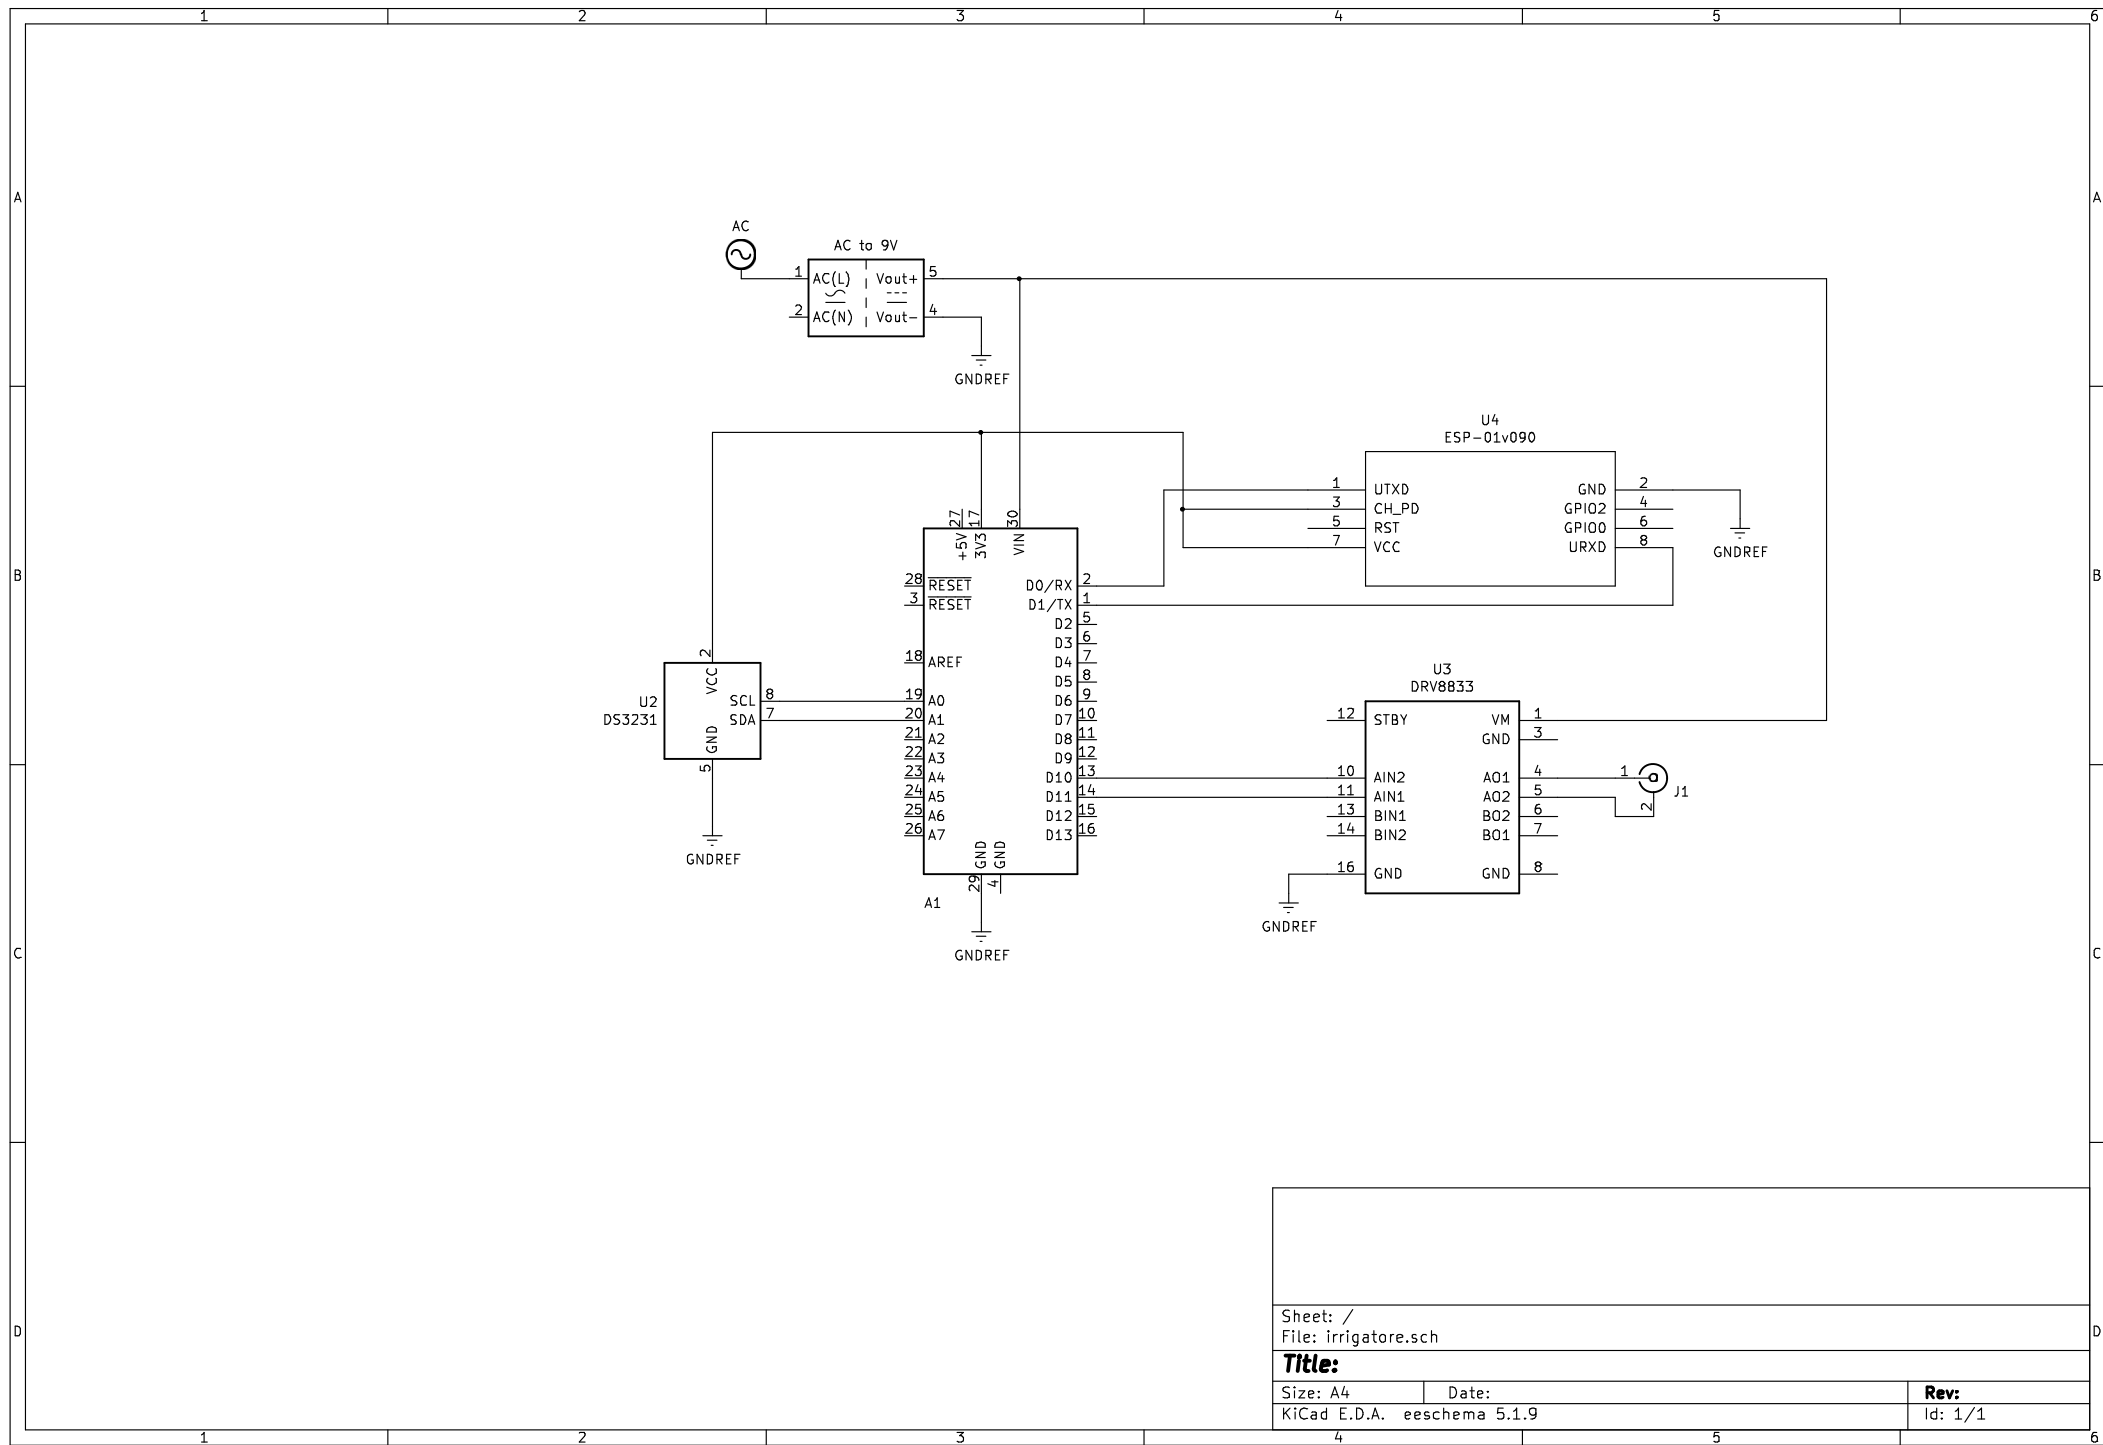 1 2 3 4 5 6
A A
AC
AC to 9V
1 AC(L) Vout+ 5
2 AC(N) Vout- 4
GNDREF
U4
ESP-01v090
1 UTXD GND 2
3 CH_PD GPIO2 4
5 RST GPIO0 6
7 VCC URXD 8
GNDREF
27 17 30
+5V 3V3 VIN
B B
28 RESET D0/RX 2
3 RESET D1/TX 1
D2 5
D3 6
18 AREF D4 7
D5 8
19 A0 D6 9
20 A1 D7 10
21 A2 D8 11
22 A3 D9 12
23 A4 D10 13
24 A5 D11 14
25 A6 D12 15
26 A7 D13 16
GND GND
29 4
A1
GNDREF
2
VCC
U2 SCL 8
DS3231 SDA 7
GND
5
GNDREF
U3
DRV8833
12 STBY VM 1
GND 3
10 AIN2 AO1 4
11 AIN1 AO2 5
13 BIN1 BO2 6
14 BIN2 BO1 7
16 GND GND 8
GNDREF
1
J1
2
C C
D D
Sheet: /
File: irrigatore.sch
Title:
Size: A4 Date: Rev:
KiCad E.D.A. eeschema 5.1.9 Id: 1/1
1 2 3 4 5 6